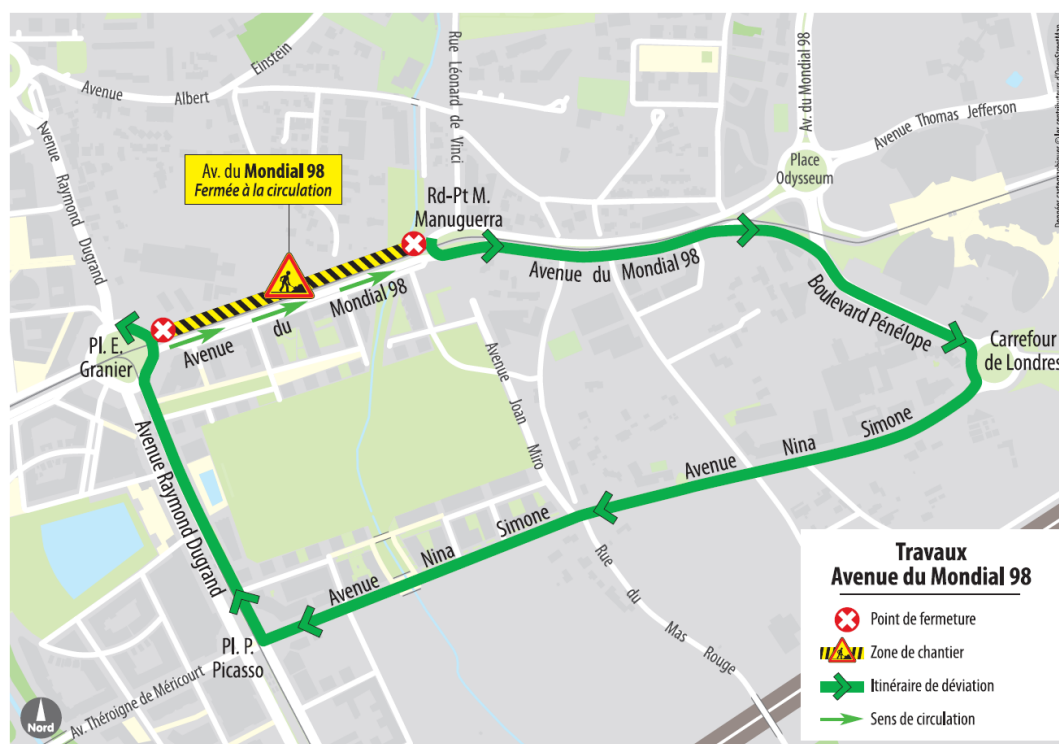 Avenue
Albert
Einstein
Avenue Raymond Dugrand
Rue Léonard de Vinci
Av. du Mondial 98
Avenue Thomas Jefferson
Place
Odysseum
Av. du Mondial 98
Fermée à la circulation
Rd-Pt M.
Manuguerra
Avenue du Mondial 98
Avenue du Mondial 98
Boulevard Pénélope
Pl. E.
Granier
Carrefour
de Londres
Avenue Joan Miro
Avenue Nina Simone
Avenue Raymond Dugrand
Avenue Nina Simone
Rue du Mas Rouge
Pl. P.
Picasso
Av. Théroigne de Méricourt
Nord
Travaux
Avenue du Mondial 98
Point de fermeture
Zone de chantier
Itinéraire de déviation
Sens de circulation